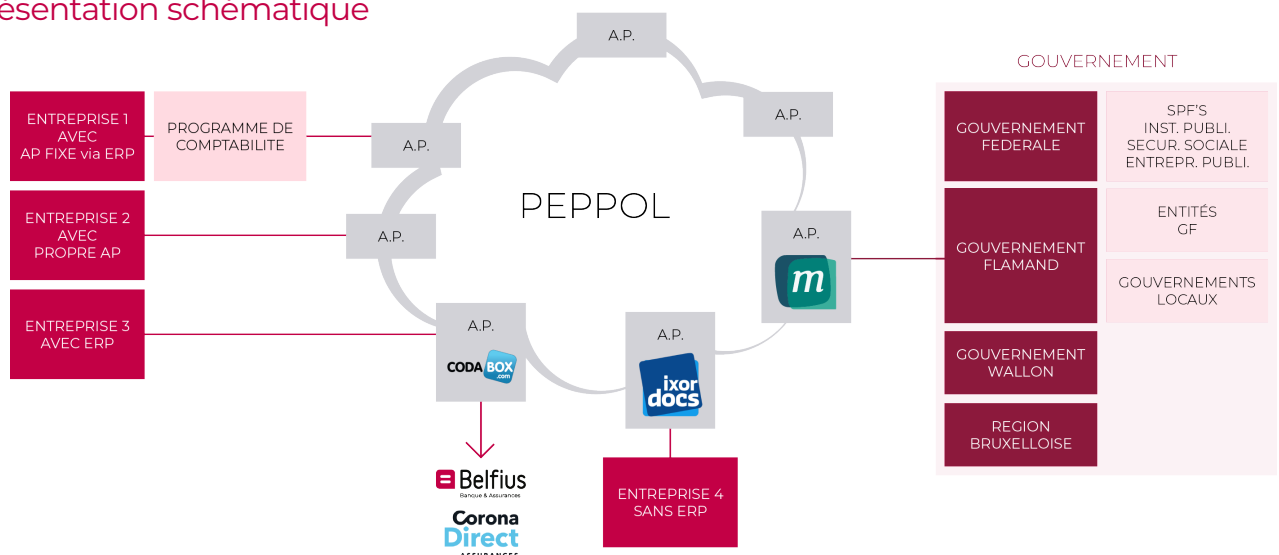 ésentation schématique
A.P.
GOUVERNEMENT
ENTREPRISE 1
AVEC
AP FIXE via ERP
PROGRAMME DE
COMPTABILITE
A.P.
A.P.
GOUVERNEMENT
FEDERALE
SPF'S
INST. PUBLI.
SECUR. SOCIALE
ENTREPR. PUBLI.
ENTREPRISE 2
AVEC
PROPRE AP
A.P.
PEPPOL
A.P.
m
GOUVERNEMENT
FLAMAND
ENTITÉS
GF
GOUVERNEMENTS
LOCAUX
ENTREPRISE 3
AVEC ERP
A.P.
CODABOX
.com
A.P.
ixor
docs
GOUVERNEMENT
WALLON
REGION
BRUXELLOISE
Belfius
Banque & Assurances
Corona
Direct
ASSURANCES
ENTREPRISE 4
SANS ERP